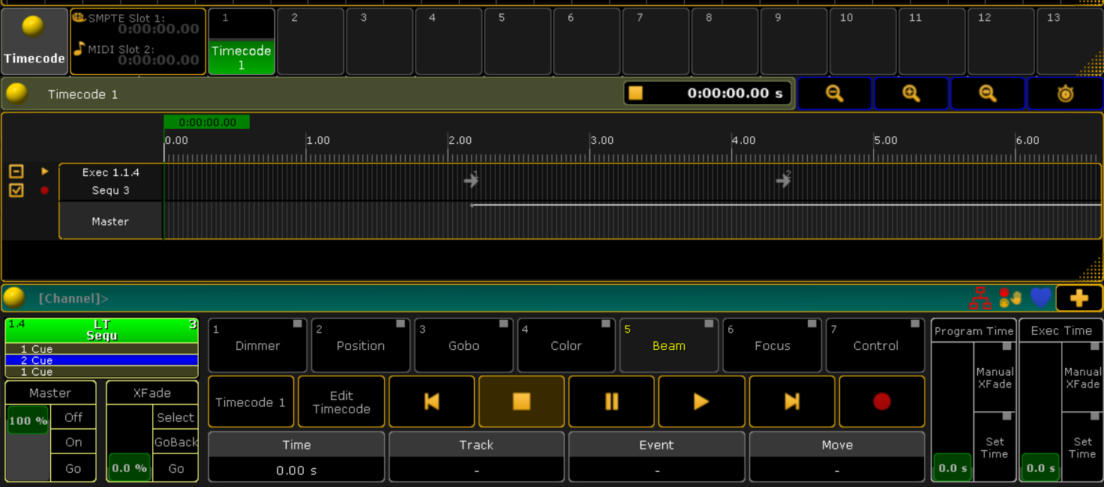 SMPTE Slot 1:
0:00:00.00
MIDI Slot 2:
0:00:00.00
Timecode
1
Timecode
1
2
3
4
5
6
7
8
9
10
11
12
13
Timecode 1
0:00:00.00 s
0:00:00.00
0.00
1.00
2.00
3.00
4.00
5.00
6.00
Exec 1.1.4
Sequ 3
Master
1
2
[Channel]>
1.4
LT
3
Sequ
1 Cue
2 Cue
1 Cue
Master
XFade
100 %
Off
On
Go
0.0 %
Select
GoBack
Go
1
Dimmer
2
Position
3
Gobo
4
Color
5
Beam
6
Focus
7
Control
Timecode 1
Edit
Timecode
Time
Track
Event
Move
0.00 s
-
-
-
Program Time
Exec Time
Manual
XFade
Set
Time
0.0 s
Manual
XFade
Set
Time
0.0 s